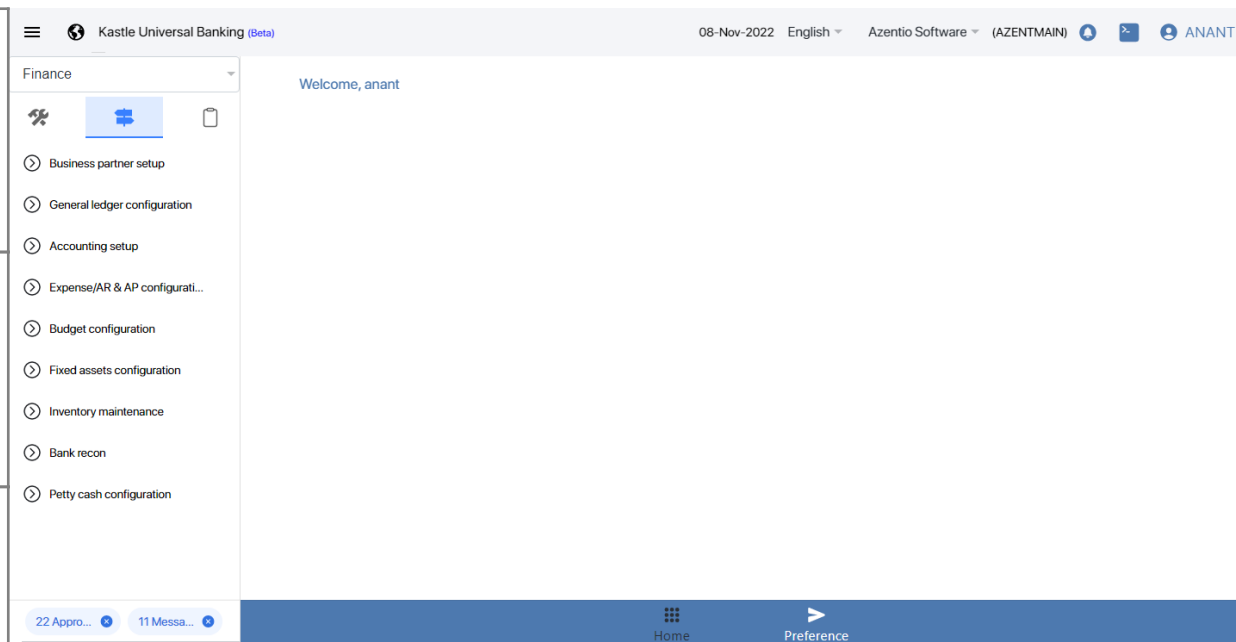 Kastle Universal Banking (Beta)
08-Nov-2022 English Azentio Software (AZENTMAIN) ANANT
Finance
Welcome, anant
Business partner setup
General ledger configuration
Accounting setup
Expense/AR & AP configurati...
Budget configuration
Fixed assets configuration
Inventory maintenance
Bank recon
Petty cash configuration
22 Appro... 11 Messa...
Home Preference